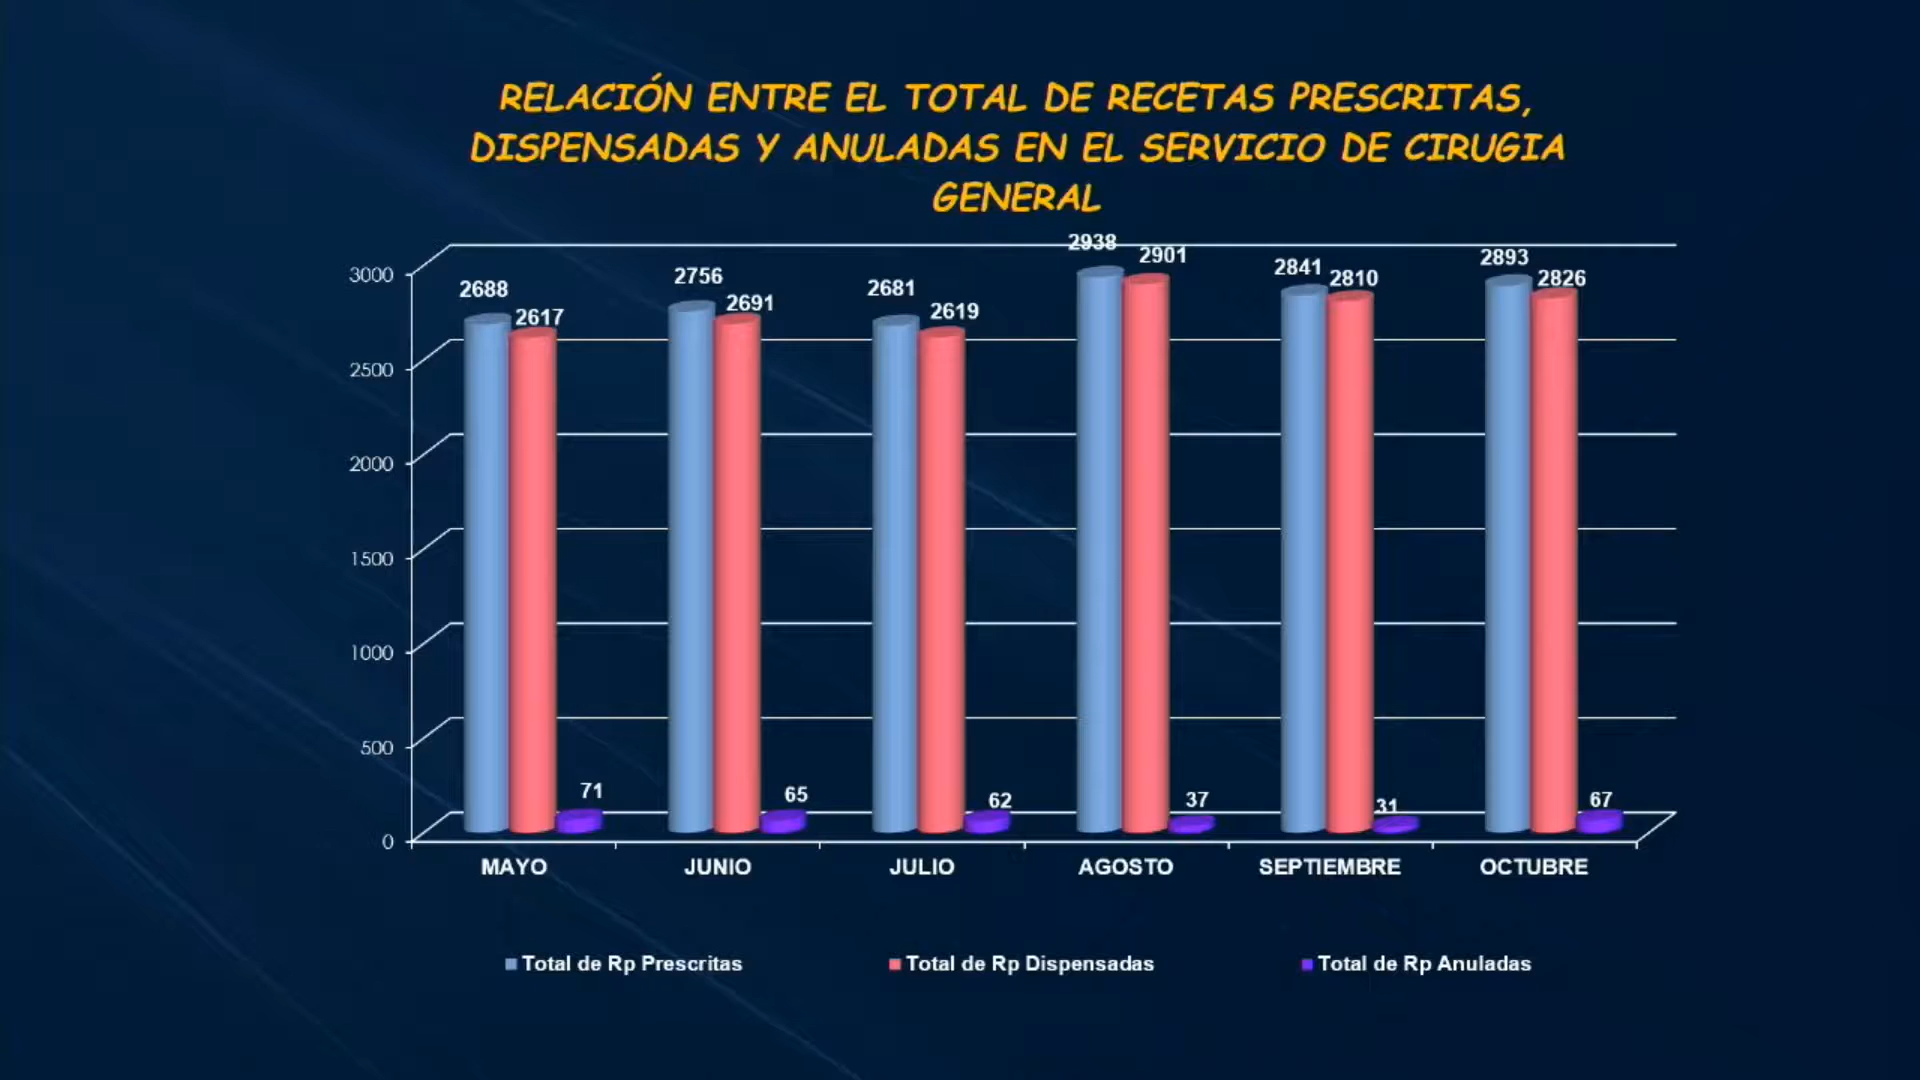 RELACIÓN ENTRE EL TOTAL DE RECETAS PRESCRITAS,
DISPENSADAS Y ANULADAS EN EL SERVICIO DE CIRUGIA
GENERAL
3000
2500
2000
1500
1000
500
0
2688
2617
71
2756
2691
65
2681
2619
62
2938
2901
37
2841
2810
31
2893
2826
67
MAYO
JUNIO
JULIO
AGOSTO
SEPTIEMBRE
OCTUBRE
Total de Rp Prescritas
Total de Rp Dispensadas
Total de Rp Anuladas